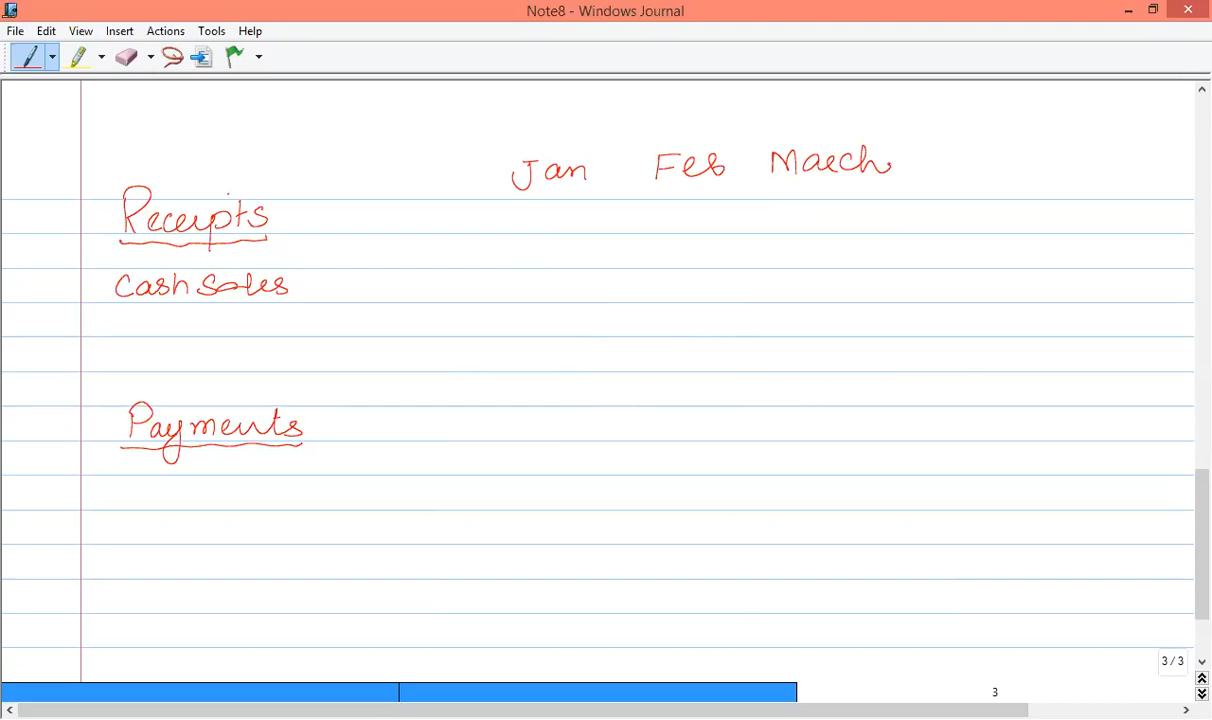 Note8 - Windows Journal
File Edit View Insert Actions Tools Help
Jan Feb March
Receipts
Cash Sales
Payments
3 / 3
3